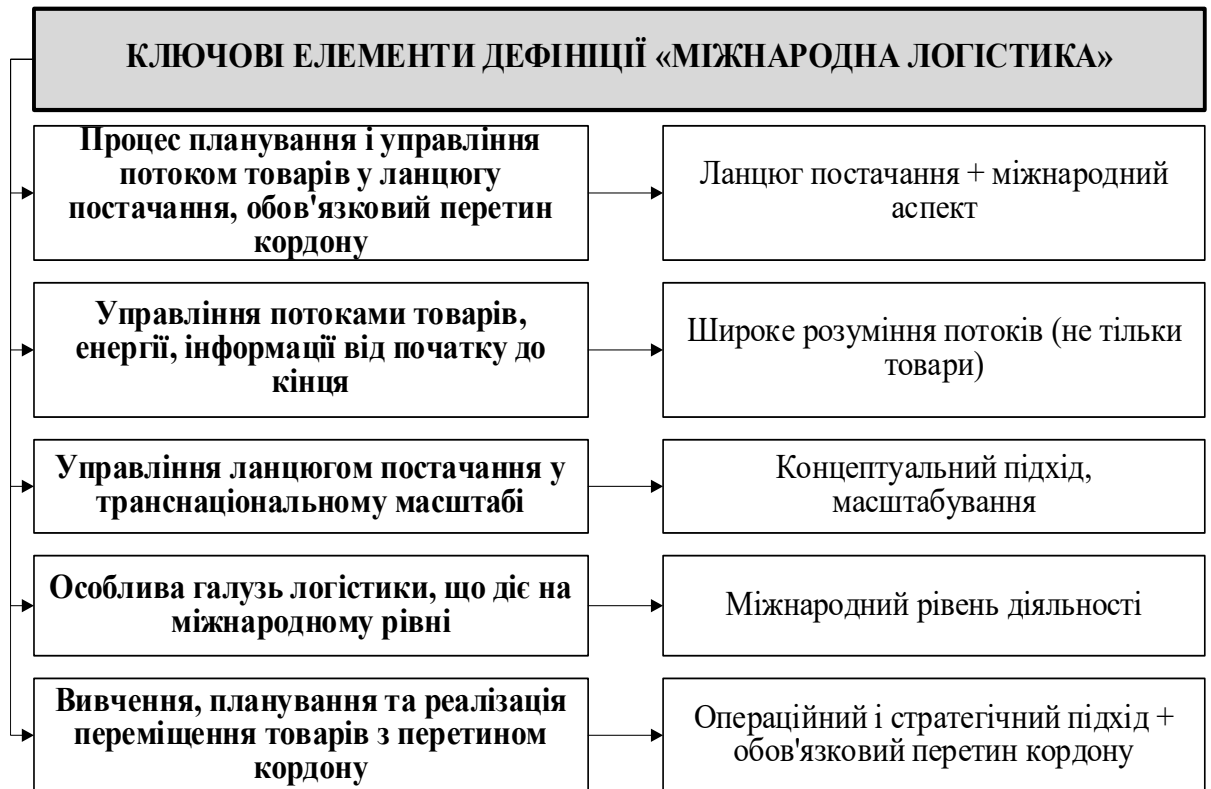 КЛЮЧОВІ ЕЛЕМЕНТИ ДЕФІНІЦІЇ «МІЖНАРОДНА ЛОГІСТИКА»
Процес планування і управління
потоком товарів у ланцюгу
постачання, обов'язковий перетин
кордону
Ланцюг постачання + міжнародний
аспект
Управління потоками товарів,
енергії, інформації від початку до
кінця
Широке розуміння потоків (не тільки
товари)
Управління ланцюгом постачання у
транснаціональному масштабі
Концептуальний підхід,
масштабування
Особлива галузь логістики, що діє на
міжнародному рівні
Міжнародний рівень діяльності
Вивчення, планування та реалізація
переміщення товарів з перетином
кордону
Операційний і стратегічний підхід +
обов'язковий перетин кордону